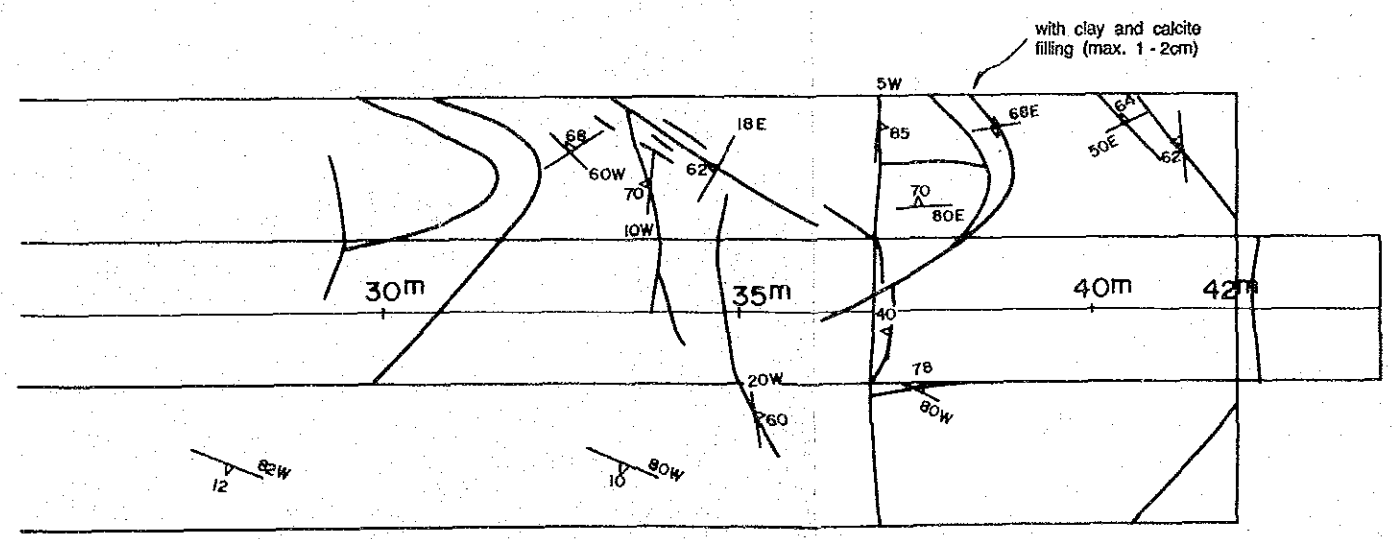 with clay and calcite
filling (max. 1 - 2cm)
5W
68E
64
18E
68
85
50E
62
62
60W
70
70
80E
10W
30m
35m
40m
42m
40
78
20W
80W
60
82W
80W
12
10